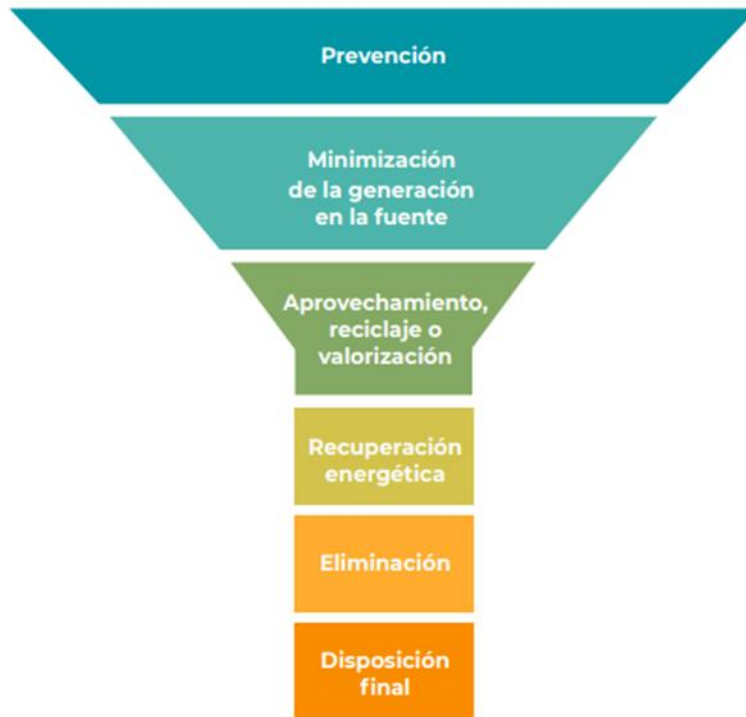 Prevención
Minimización
de la generación
en la fuente
Aprovechamiento,
reciclaje o
valorización
Recuperación
energética
Eliminación
Disposición
final